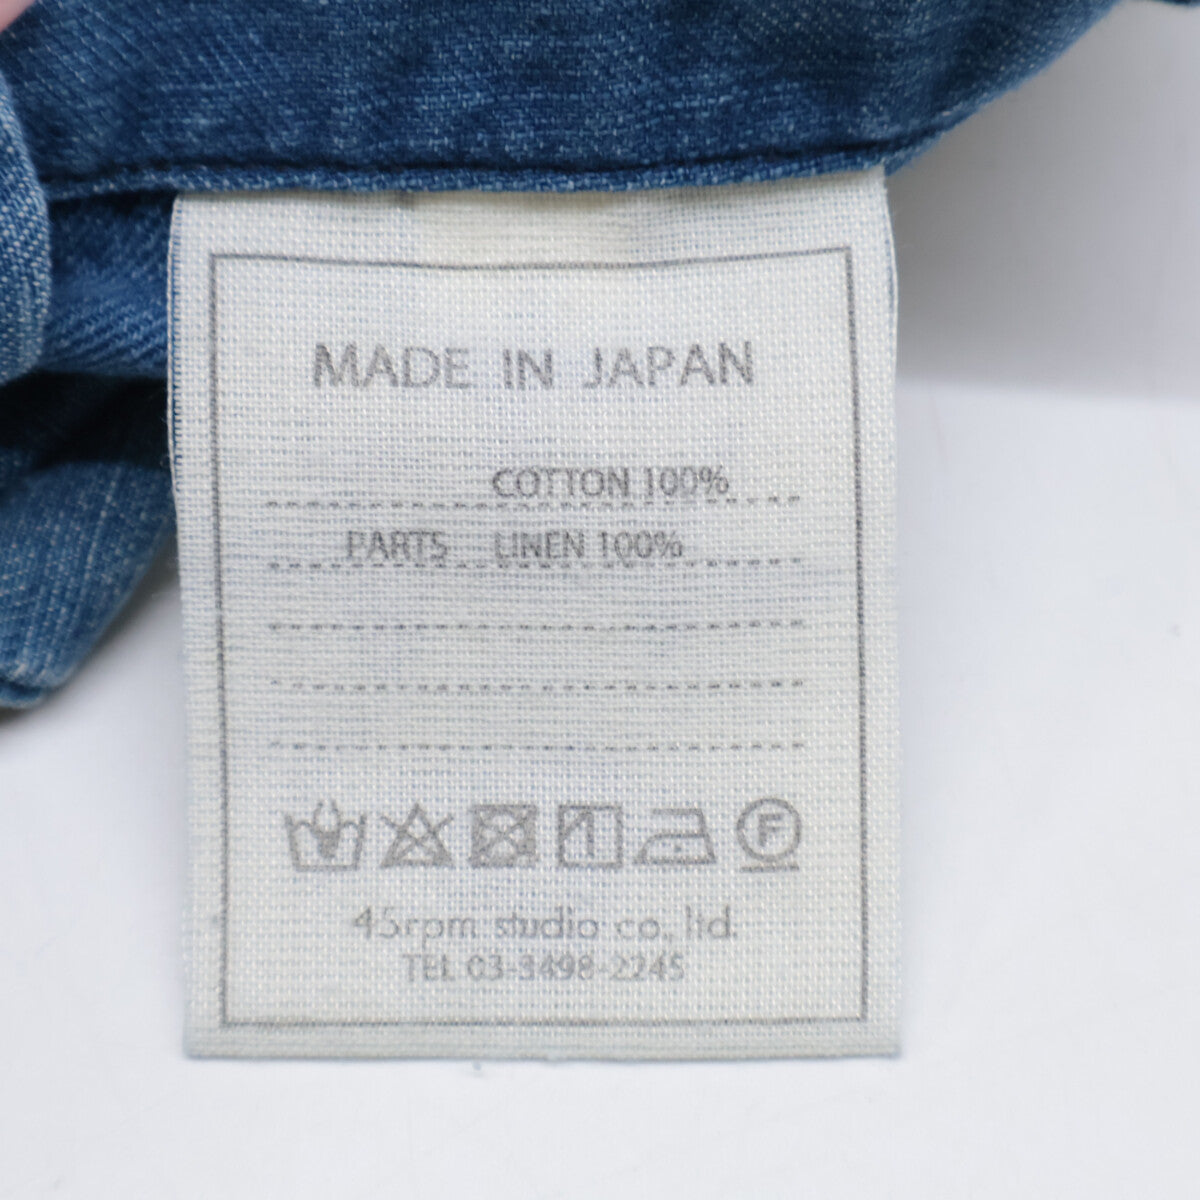 MADE IN JAPAN
COTTON 100%
PARTS LINEN 100%
F
45rpm studio co., ltd.
TEL 03-3498-2245